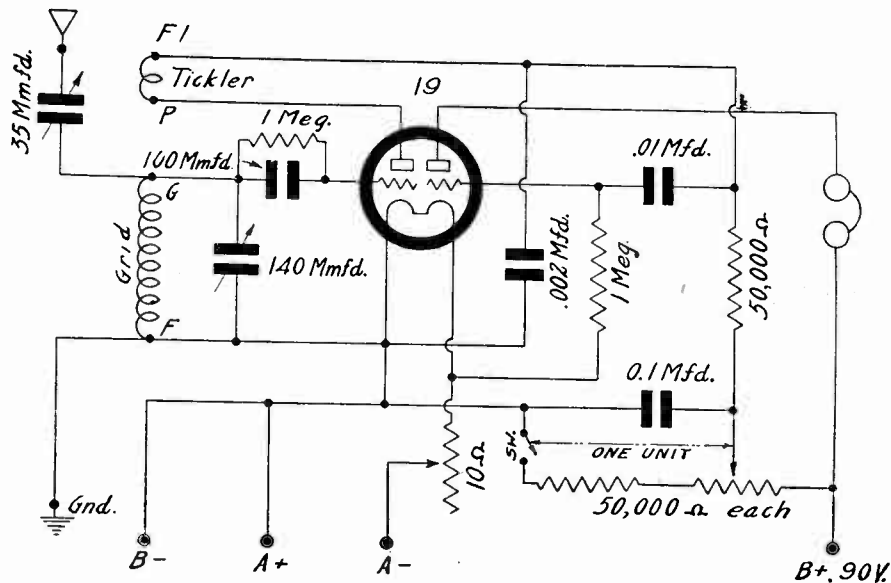 35 Mmfd.
F1
Tickler
P
19
1 Meg.
140 Mmfd.
G
Grid
F
140 Mmfd.
.01 Mfd.
.002 Mfd.
1 Meg.
50,000 Ω
0.1 Mfd.
SW.
ONE UNIT
50,000 Ω each
10 Ω
Gnd.
B-
A+
A-
B+. 90V.